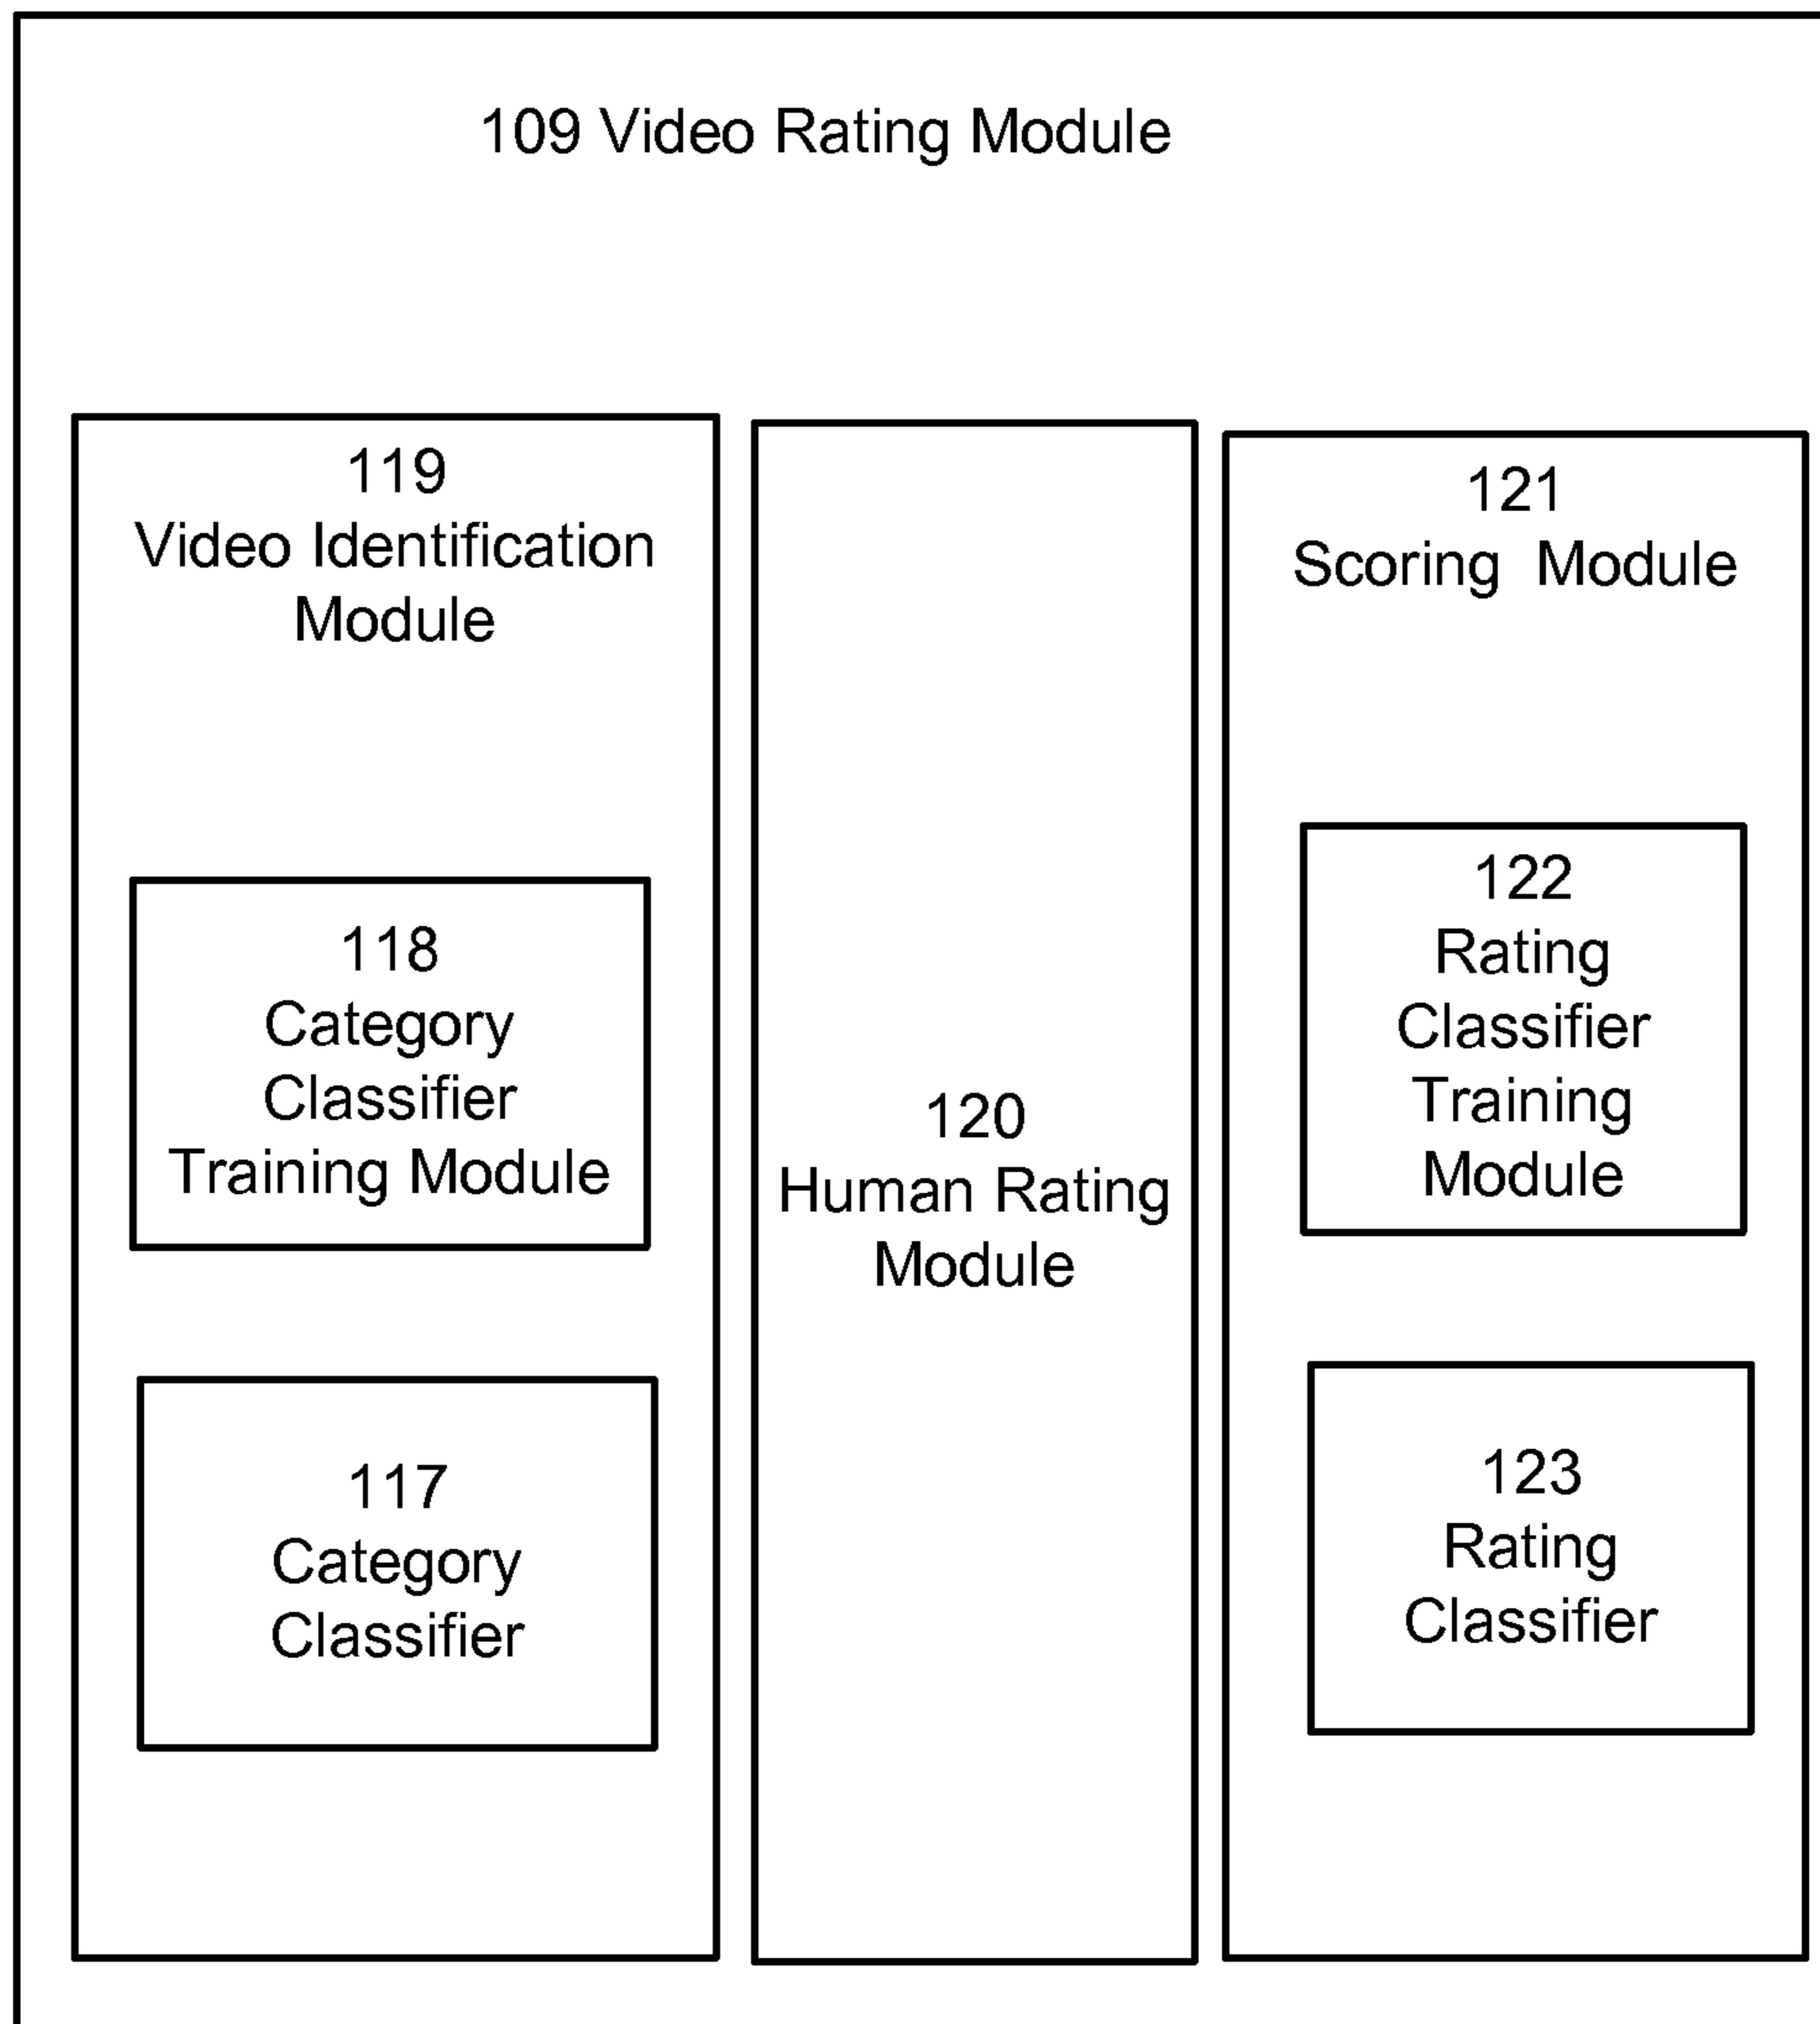 109 Video Rating Module
119
Video Identification
Module
118
Category
Classifier
Training Module
117
Category
Classifier
120
Human Rating
Module
121
Scoring Module
122
Rating
Classifier
Training
Module
123
Rating
Classifier